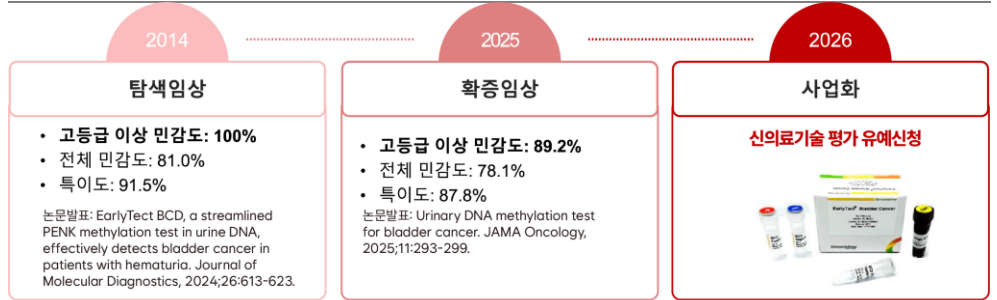 2014
2025
2026
탐색임상
확증임상
사업화
• 고등급 이상 민감도: 100%
• 전체 민감도: 81.0%
• 특이도: 91.5%
논문발표: EarlyTect BCD, a streamlined
PENK methylation test in urine DNA,
effectively detects bladder cancer in
patients with hematuria. Journal of
Molecular Diagnostics, 2024;26:613-623.
• 고등급 이상 민감도: 89.2%
• 전체 민감도: 78.1%
• 특이도: 87.8%
논문발표: Urinary DNA methylation test
for bladder cancer. JAMA Oncology,
2025;11:293-299.
신의료기술 평가 유예신청
EarlyTect® Bladder Cancer